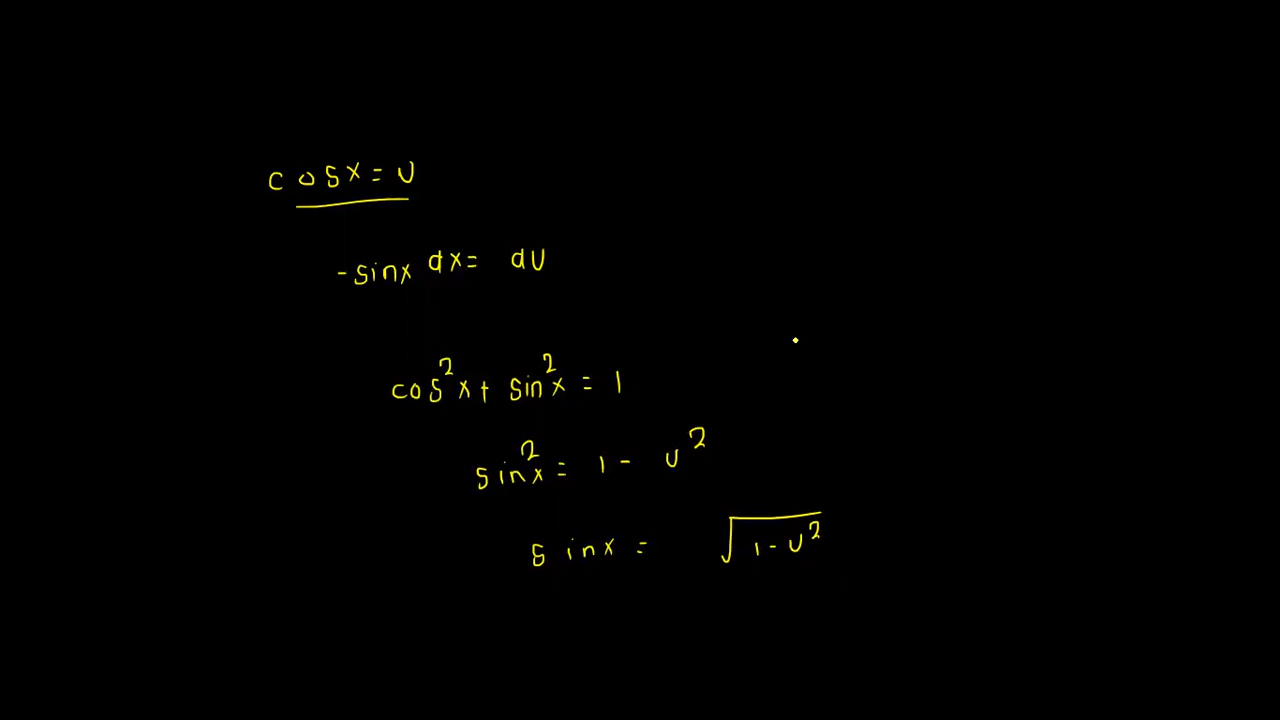 cosx = u
-sinx dx = du
cos²x + sin²x = 1
sin²x = 1 - u²
sinx = √(1 - u²)